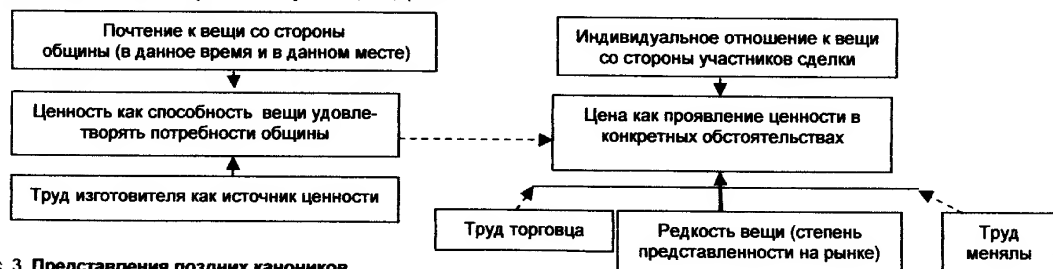 Почтение к вещи со стороны
общины (в данное время и в данном месте)
Индивидуальное отношение к вещи
со стороны участников сделки
Ценность как способность вещи удовле-
творять потребности общины
Цена как проявление ценности в
конкретных обстоятельствах
Труд изготовителя как источник ценности
Труд торговца
Редкость вещи (степень
представленности на рынке)
Труд
менялы
3. Представления поздних каноников